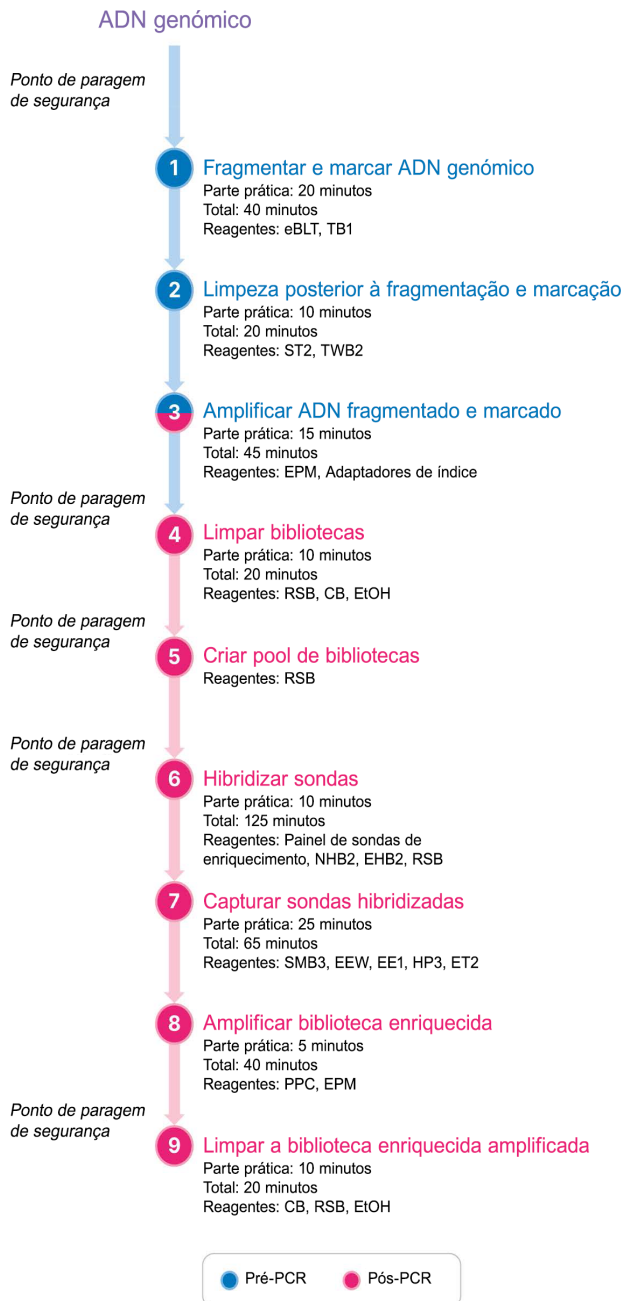 ADN genómico
Ponto de paragem
de segurança
1 Fragmentar e marcar ADN genómico
Parte prática: 20 minutos
Total: 40 minutos
Reagentes: eBLT, TB1
2 Limpeza posterior à fragmentação e marcação
Parte prática: 10 minutos
Total: 20 minutos
Reagentes: ST2, TWB2
3 Amplificar ADN fragmentado e marcado
Parte prática: 15 minutos
Total: 45 minutos
Reagentes: EPM, Adaptadores de índice
Ponto de paragem
de segurança
4 Limpar bibliotecas
Parte prática: 10 minutos
Total: 20 minutos
Reagentes: RSB, CB, EtOH
Ponto de paragem
de segurança
5 Criar pool de bibliotecas
Reagentes: RSB
Ponto de paragem
de segurança
6 Hibridizar sondas
Parte prática: 10 minutos
Total: 125 minutos
Reagentes: Painel de sondas de
enriquecimento, NHB2, EHB2, RSB
7 Capturar sondas hibridizadas
Parte prática: 25 minutos
Total: 65 minutos
Reagentes: SMB3, EEW, EE1, HP3, ET2
8 Amplificar biblioteca enriquecida
Parte prática: 5 minutos
Total: 40 minutos
Reagentes: PPC, EPM
Ponto de paragem
de segurança
9 Limpar a biblioteca enriquecida amplificada
Parte prática: 10 minutos
Total: 20 minutos
Reagentes: CB, RSB, EtOH
Pré-PCR Pós-PCR